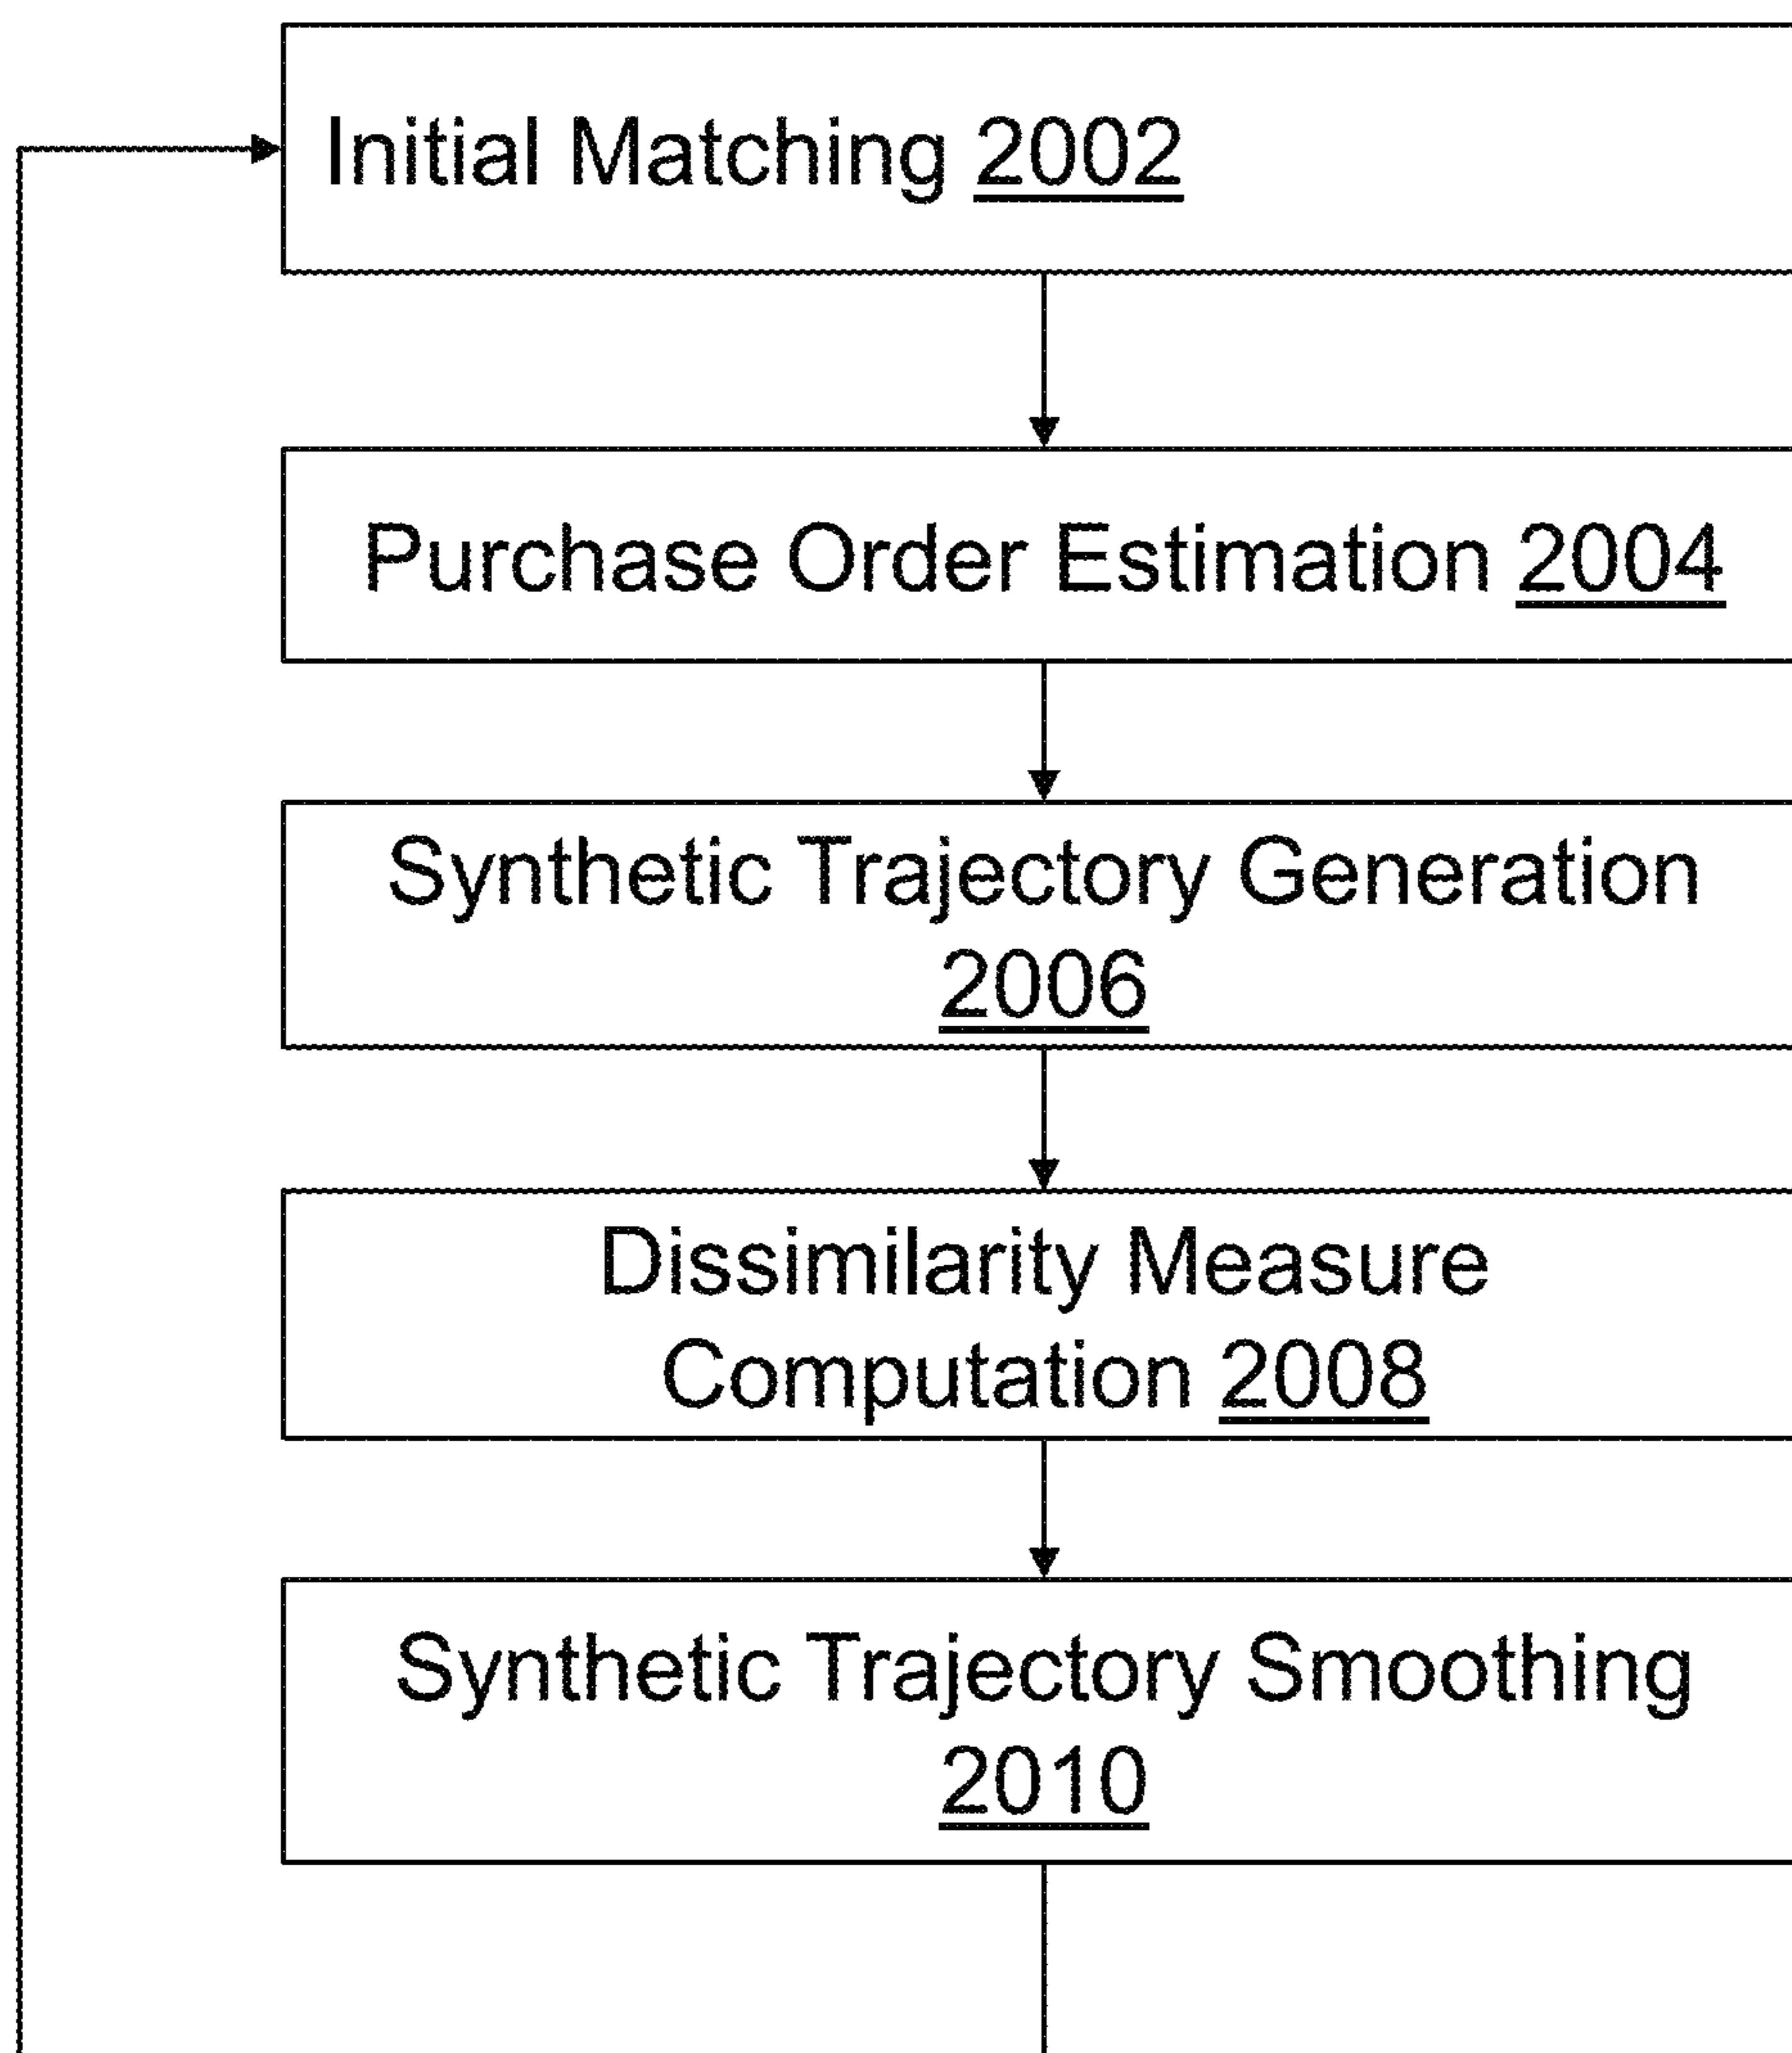 Initial Matching 2002
Purchase Order Estimation 2004
Synthetic Trajectory Generation
2006
Dissimilarity Measure
Computation 2008
Synthetic Trajectory Smoothing
2010